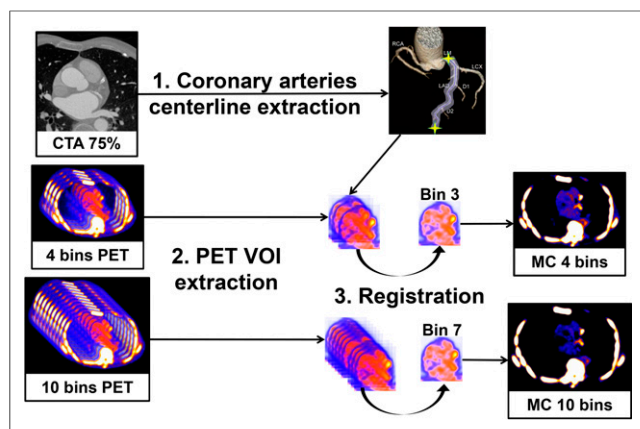 1. Coronary arteries
centerline extraction
CTA 75%
RCA
LM
LCX
LAD
D1
D2
4 bins PET
Bin 3
MC 4 bins
2. PET VOI
extraction
3. Registration
10 bins PET
Bin 7
MC 10 bins